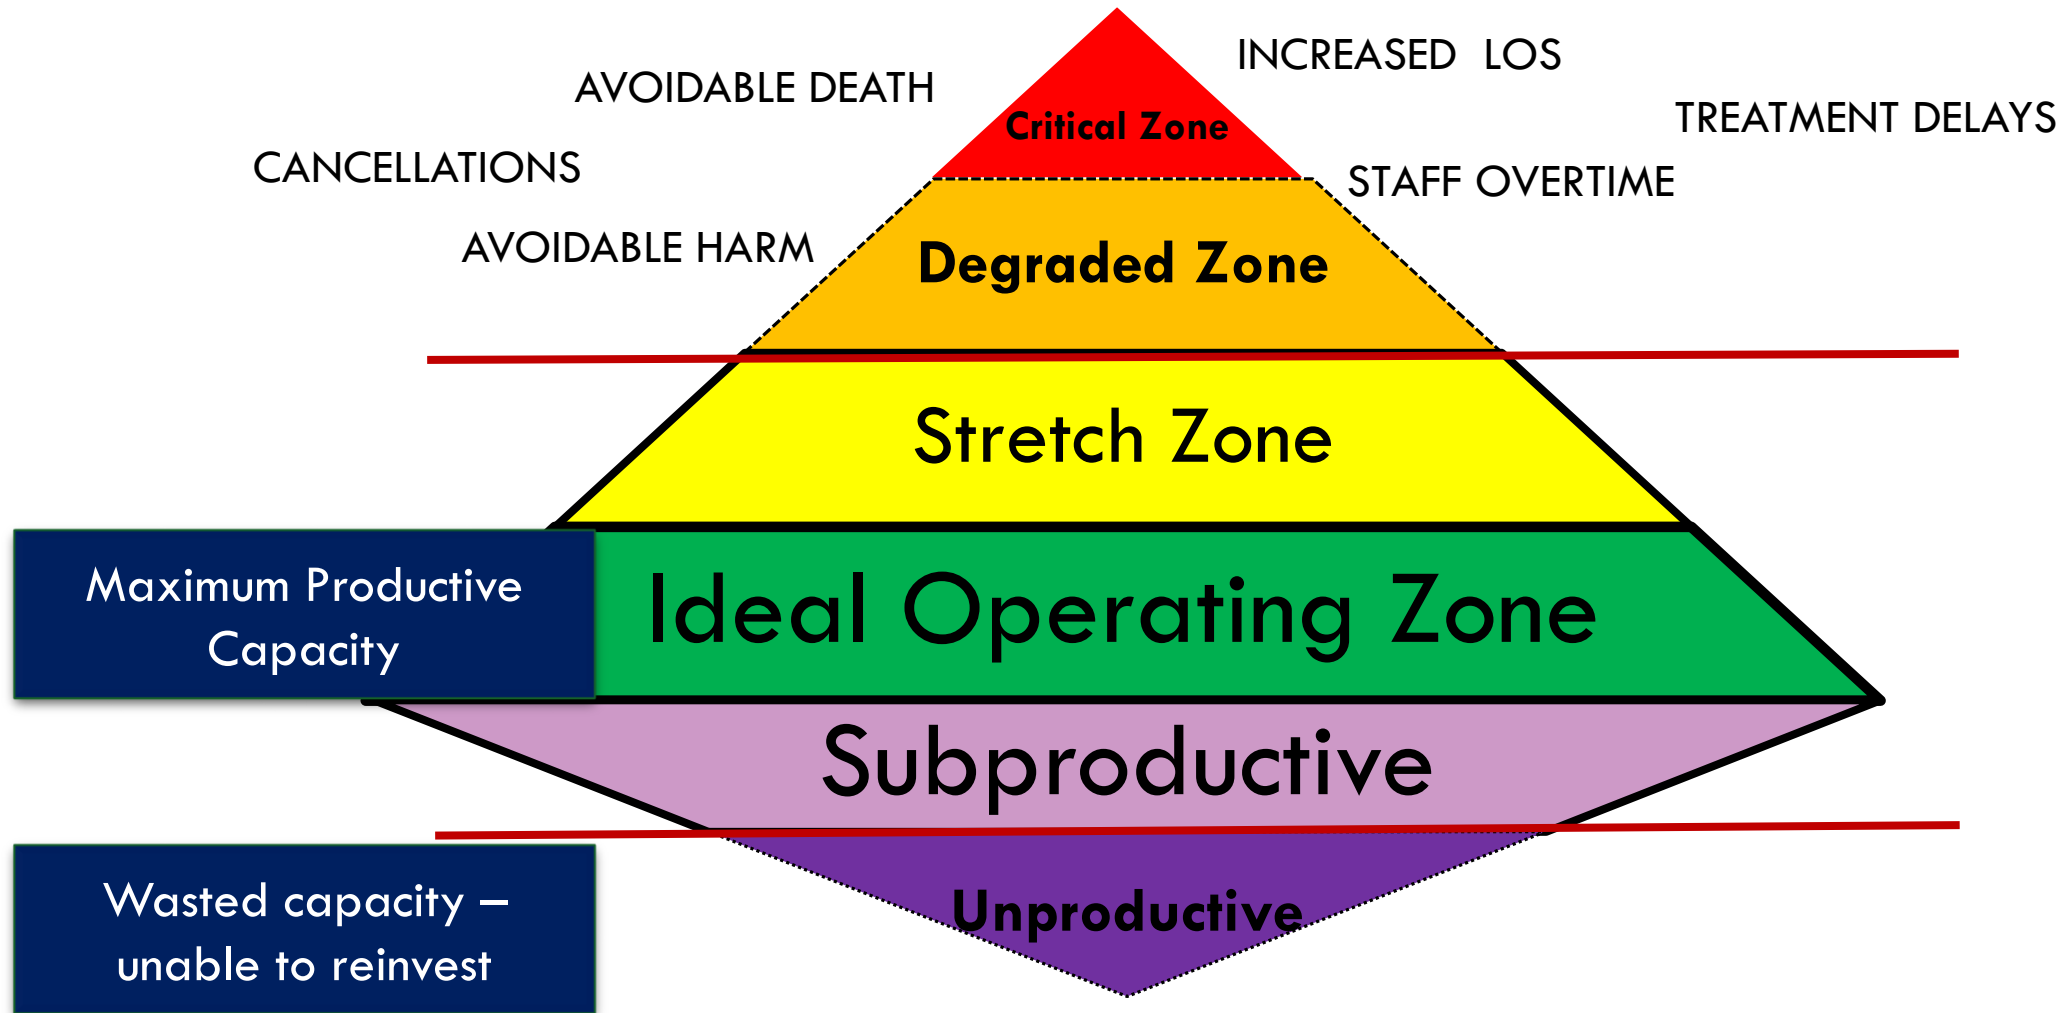 INCREASED LOS
AVOIDABLE DEATH
TREATMENT DELAYS
Critical Zone
CANCELLATIONS
STAFF OVERTIME
AVOIDABLE HARM
Degraded Zone
Stretch Zone
Maximum Productive
Capacity
Ideal Operating Zone
Subproductive
Wasted capacity –
unable to reinvest
Unproductive